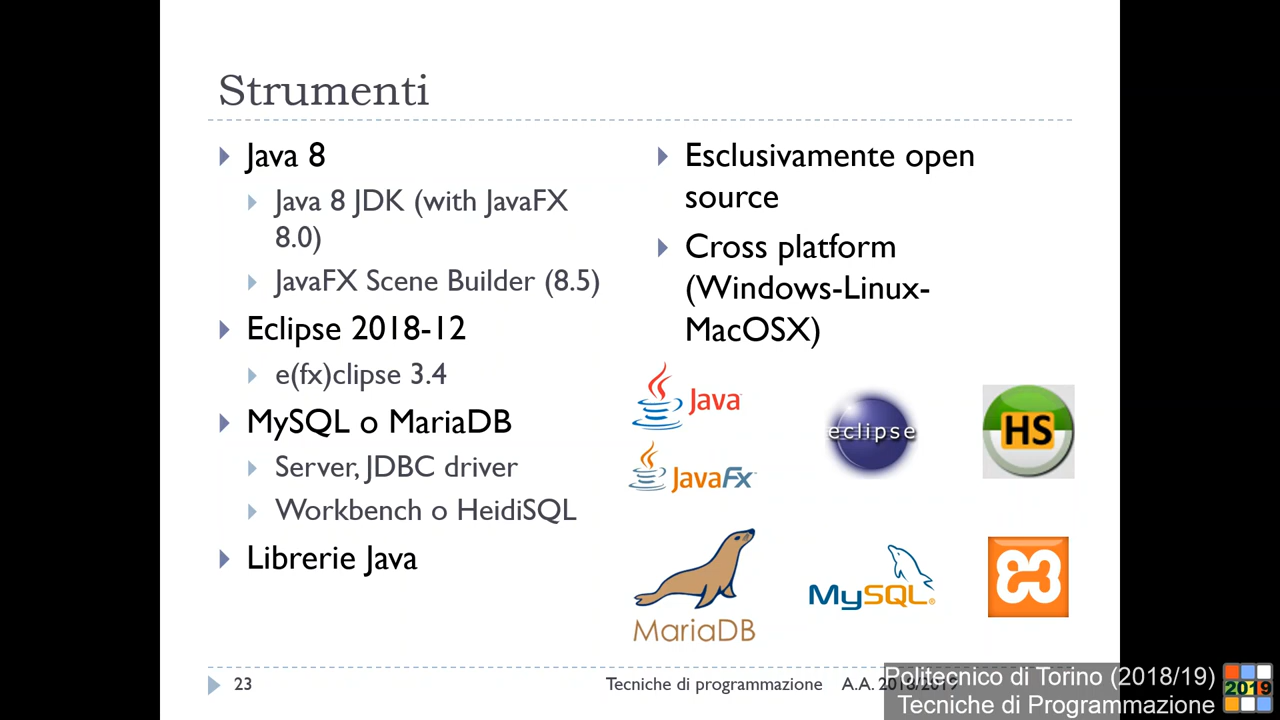 Strumenti
Java 8
Java 8 JDK (with JavaFX
8.0)
JavaFX Scene Builder (8.5)
Eclipse 2018-12
e(fx)clipse 3.4
MySQL o MariaDB
Server, JDBC driver
Workbench o HeidiSQL
Librerie Java
Esclusivamente open
source
Cross platform
(Windows-Linux-
MacOSX)
Java
JavaFX
eclipse
HS
MariaDB
MySQL®
23
Tecniche di programmazione
A.A. 2018/2019
Politecnico di Torino (2018/19)
Tecniche di Programmazione
2019